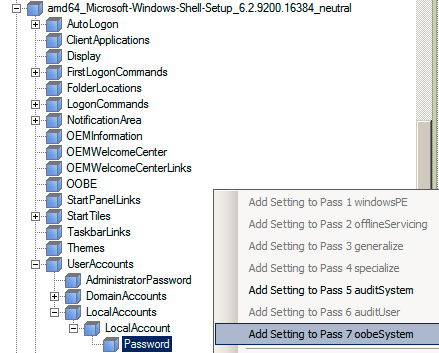 amd64_Microsoft-Windows-Shell-Setup_6.2.9200.16384_neutral
AutoLogon
ClientApplications
Display
FirstLogonCommands
FolderLocations
LogonCommands
NotificationArea
OEMInformation
OEMWelcomeCenter
OEMWelcomeCenterLinks
OOBE
StartPanelLinks
StartTiles
TaskbarLinks
Themes
UserAccounts
AdministratorPassword
DomainAccounts
LocalAccounts
LocalAccount
Password
Add Setting to Pass 1 windowsPE
Add Setting to Pass 2 offlineServicing
Add Setting to Pass 3 generalize
Add Setting to Pass 4 specialize
Add Setting to Pass 5 auditSystem
Add Setting to Pass 6 auditUser
Add Setting to Pass 7 oobeSystem